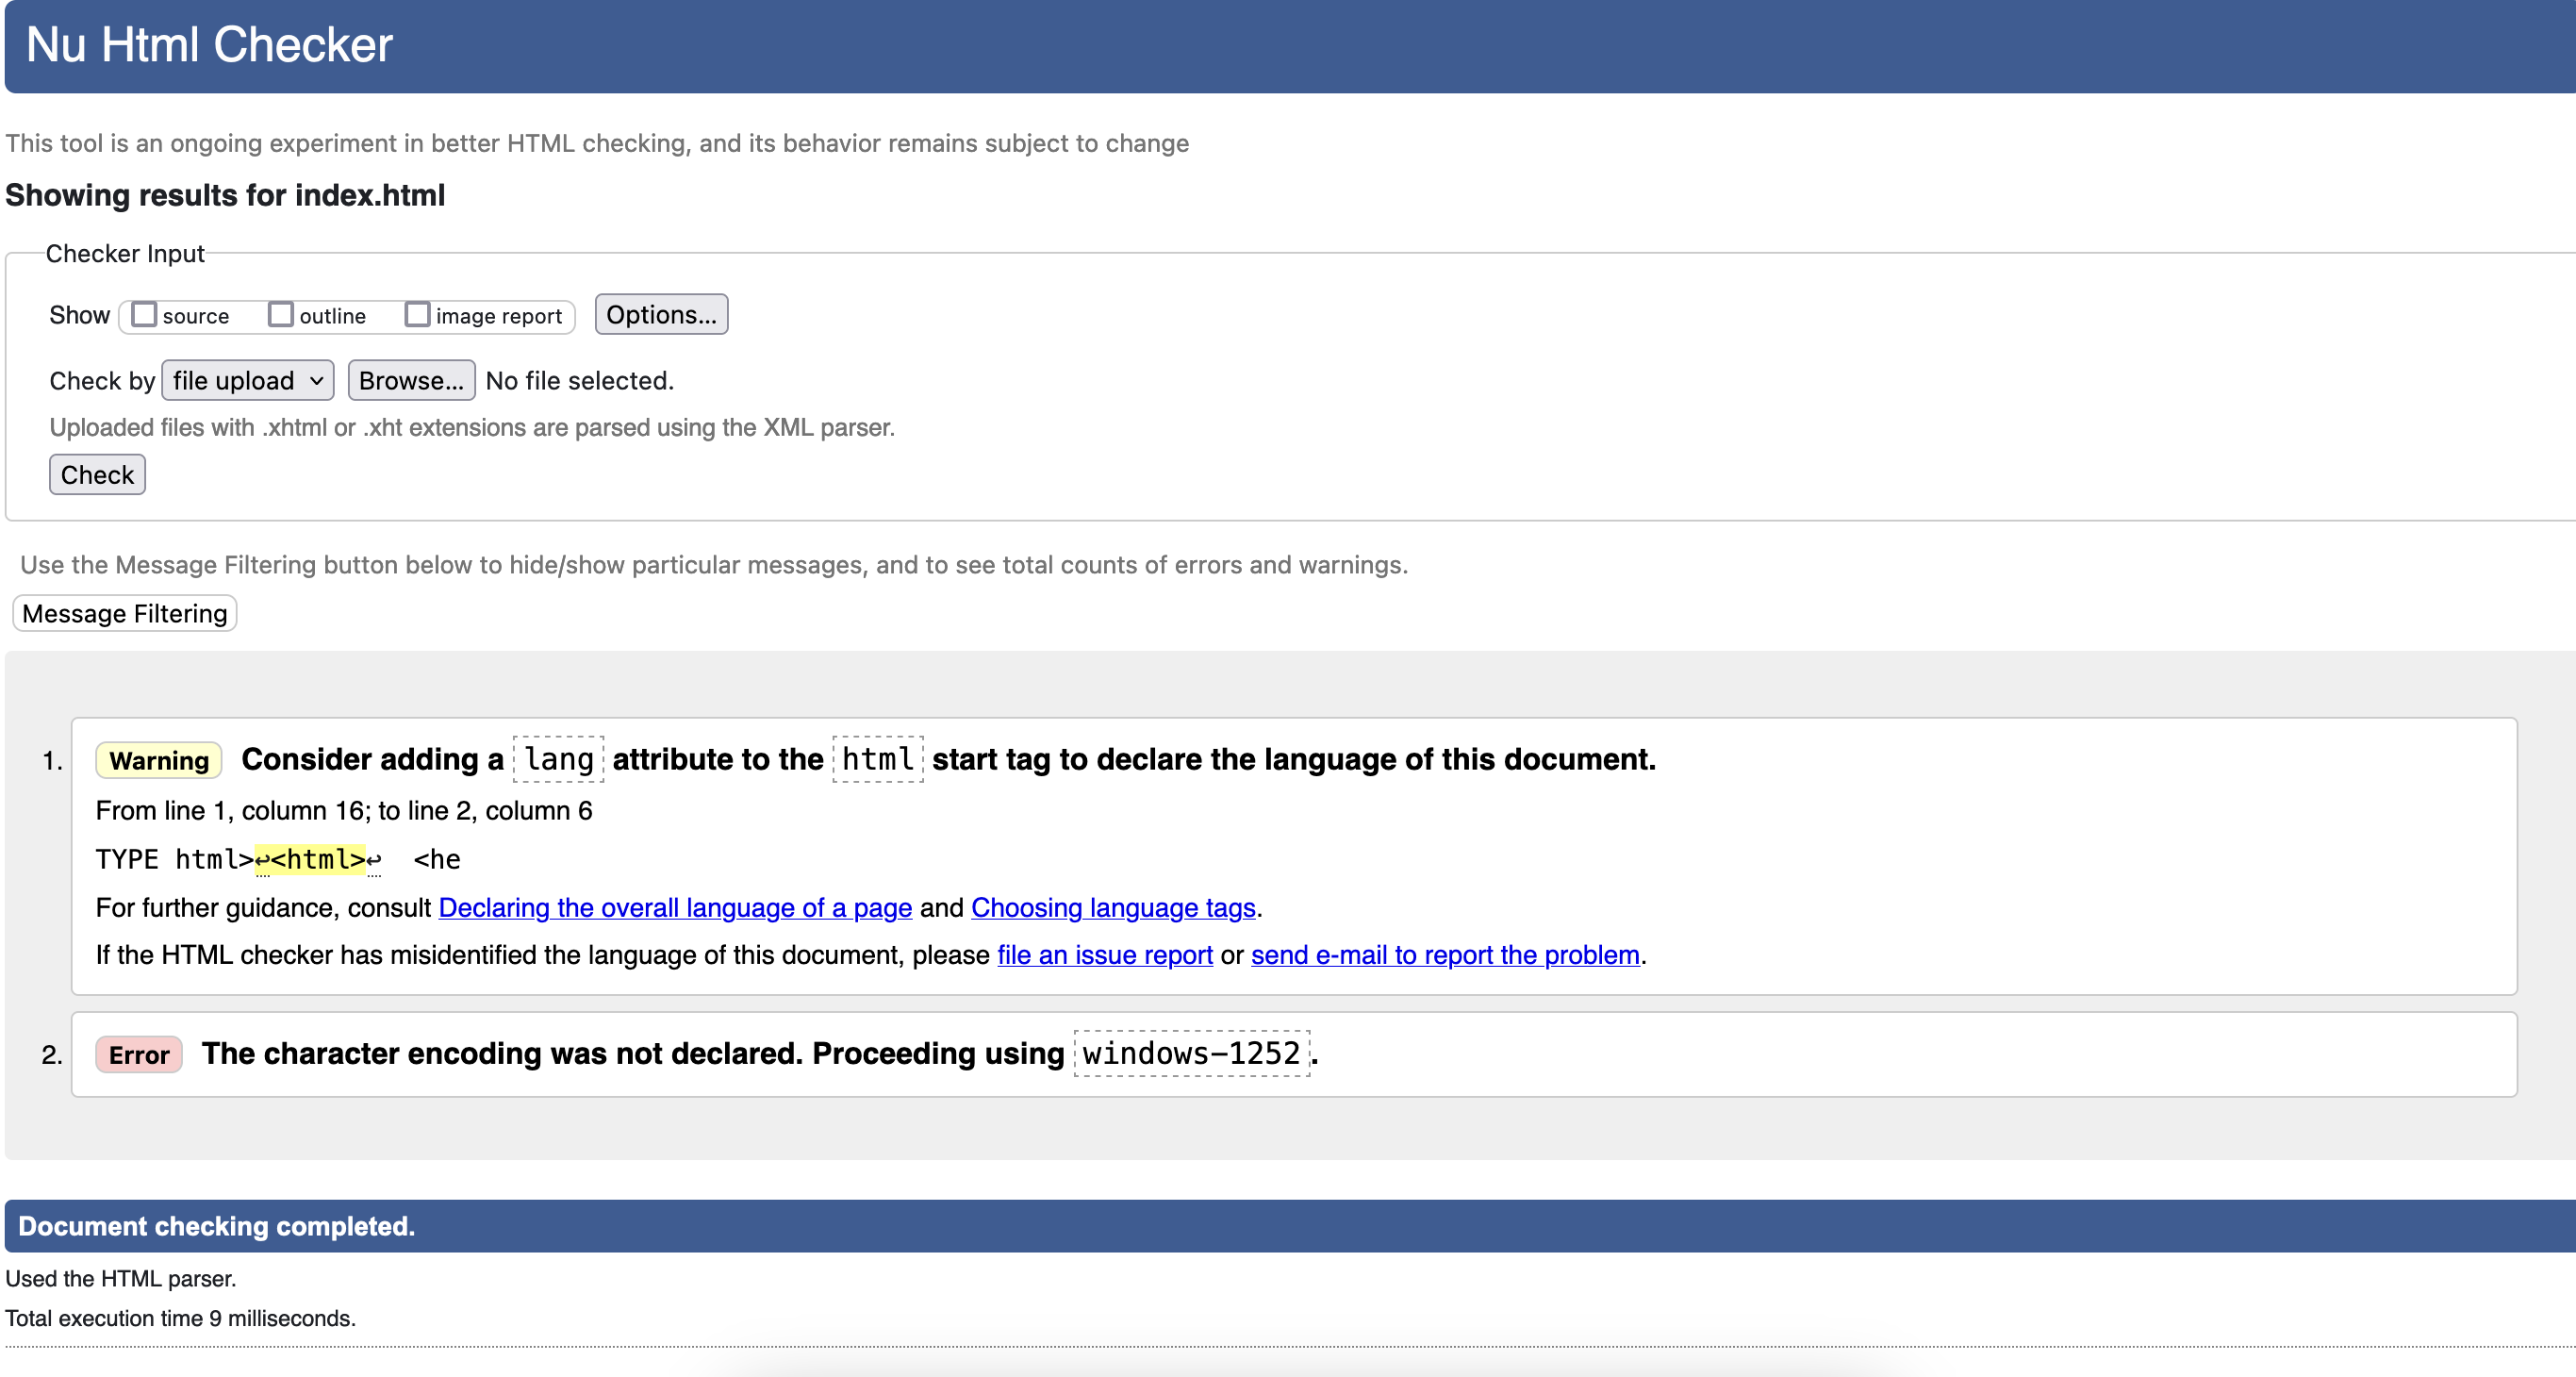 Nu Html Checker
This tool is an ongoing experiment in better HTML checking, and its behavior remains subject to change
Showing results for index.html
Checker Input
Show source outline image report Options...
Check by file upload Browse... No file selected.
Uploaded files with .xhtml or .xht extensions are parsed using the XML parser.
Check
Use the Message Filtering button below to hide/show particular messages, and to see total counts of errors and warnings.
Message Filtering
1. Warning Consider adding a lang attribute to the html start tag to declare the language of this document.
From line 1, column 16; to line 2, column 6
TYPE html>↩<html>↩  <he
For further guidance, consult Declaring the overall language of a page and Choosing language tags.
If the HTML checker has misidentified the language of this document, please file an issue report or send e-mail to report the problem.
2. Error The character encoding was not declared. Proceeding using windows-1252.
Document checking completed.
Used the HTML parser.
Total execution time 9 milliseconds.